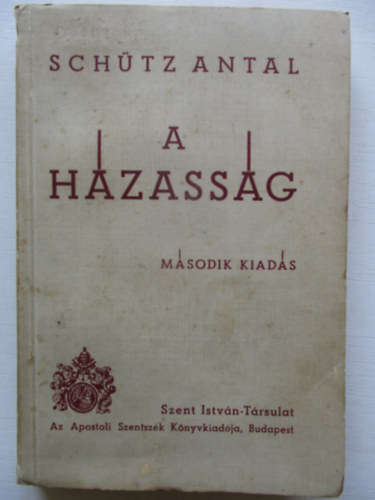 SCHÜTZ ANTAL
A
HÁZASSÁG
MÁSODIK KIADÁS
Szent István-Társulat
Az Apostoli Szentszék Könyvkiadója, Budapest